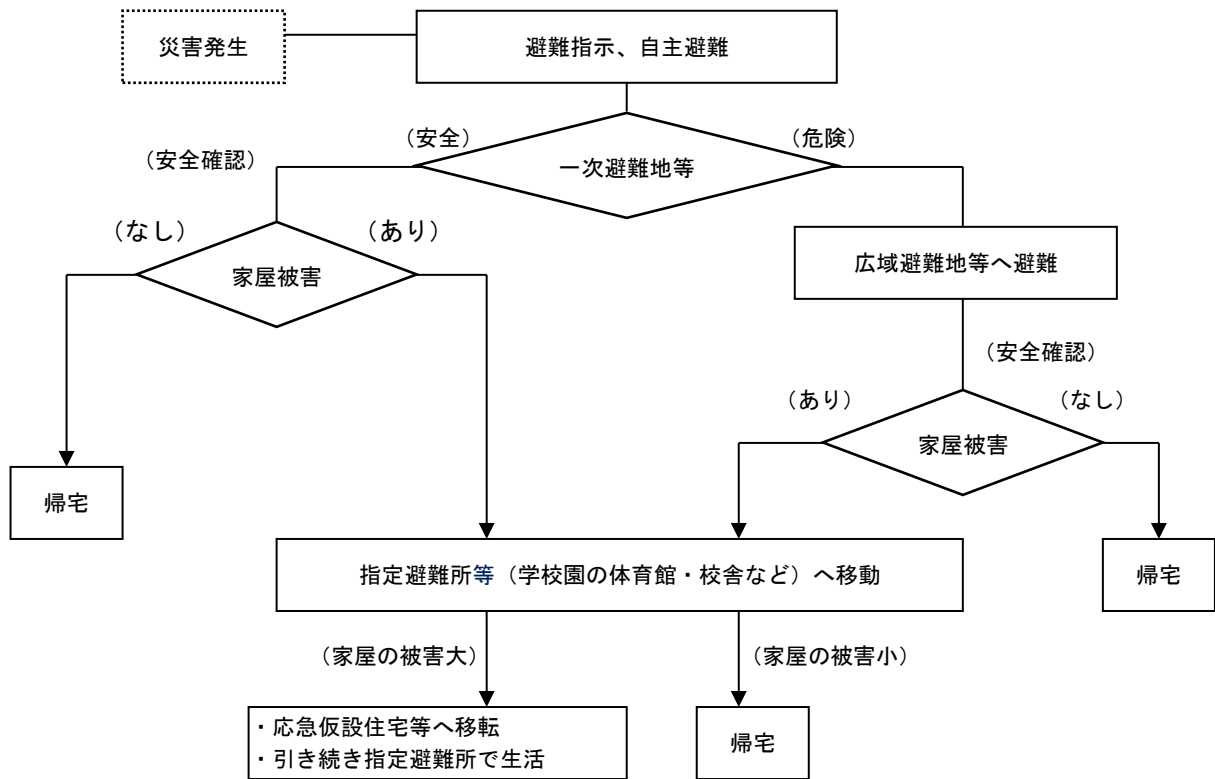 災害発生
避難指示、自主避難
（安全）
（危険）
（安全確認）
一次避難地等
（なし）
（あり）
家屋被害
広域避難地等へ避難
（安全確認）
（あり）
（なし）
家屋被害
帰宅
指定避難所等（学校園の体育館・校舎など）へ移動
帰宅
（家屋の被害大）
（家屋の被害小）
・応急仮設住宅等へ移転
・引き続き指定避難所で生活
帰宅